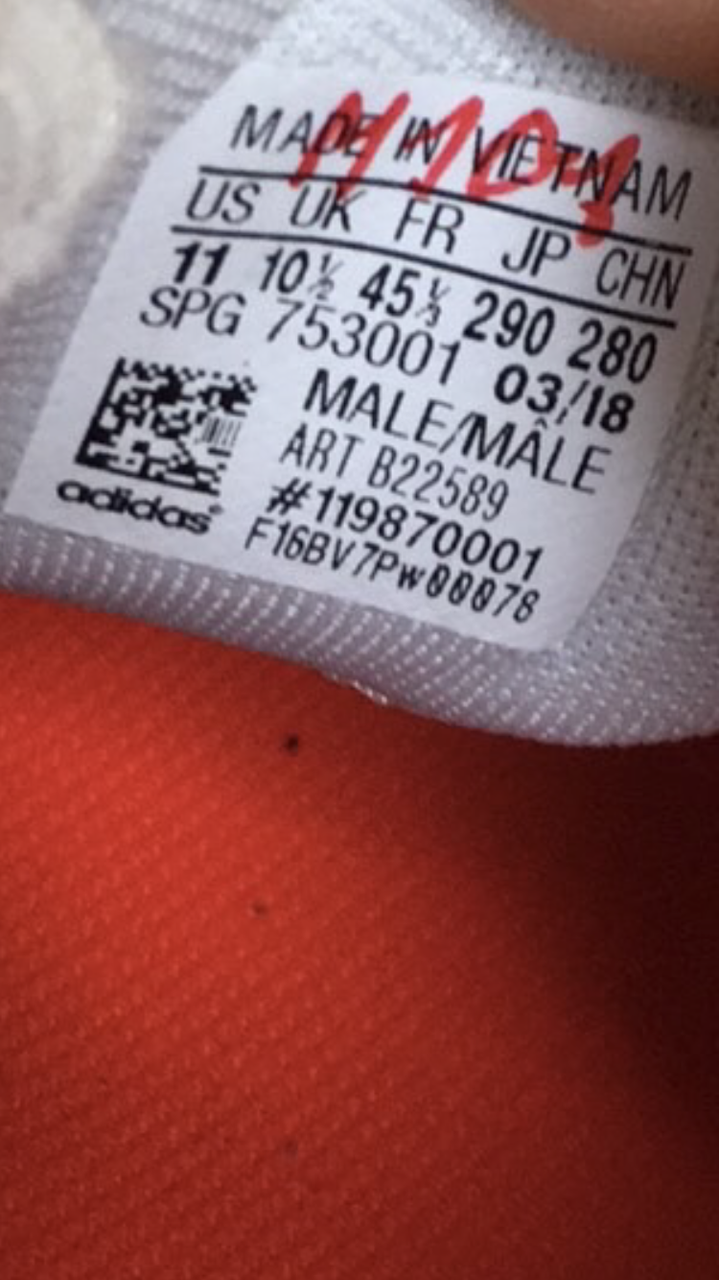 MADE IN VIETNAM
US UK FR JP CHN
11 10½ 45⅓ 290 280
SPG 753001 03/18
MALE/MÂLE
ART B22589
#119870001
F16BV7Pw00078
adidas®